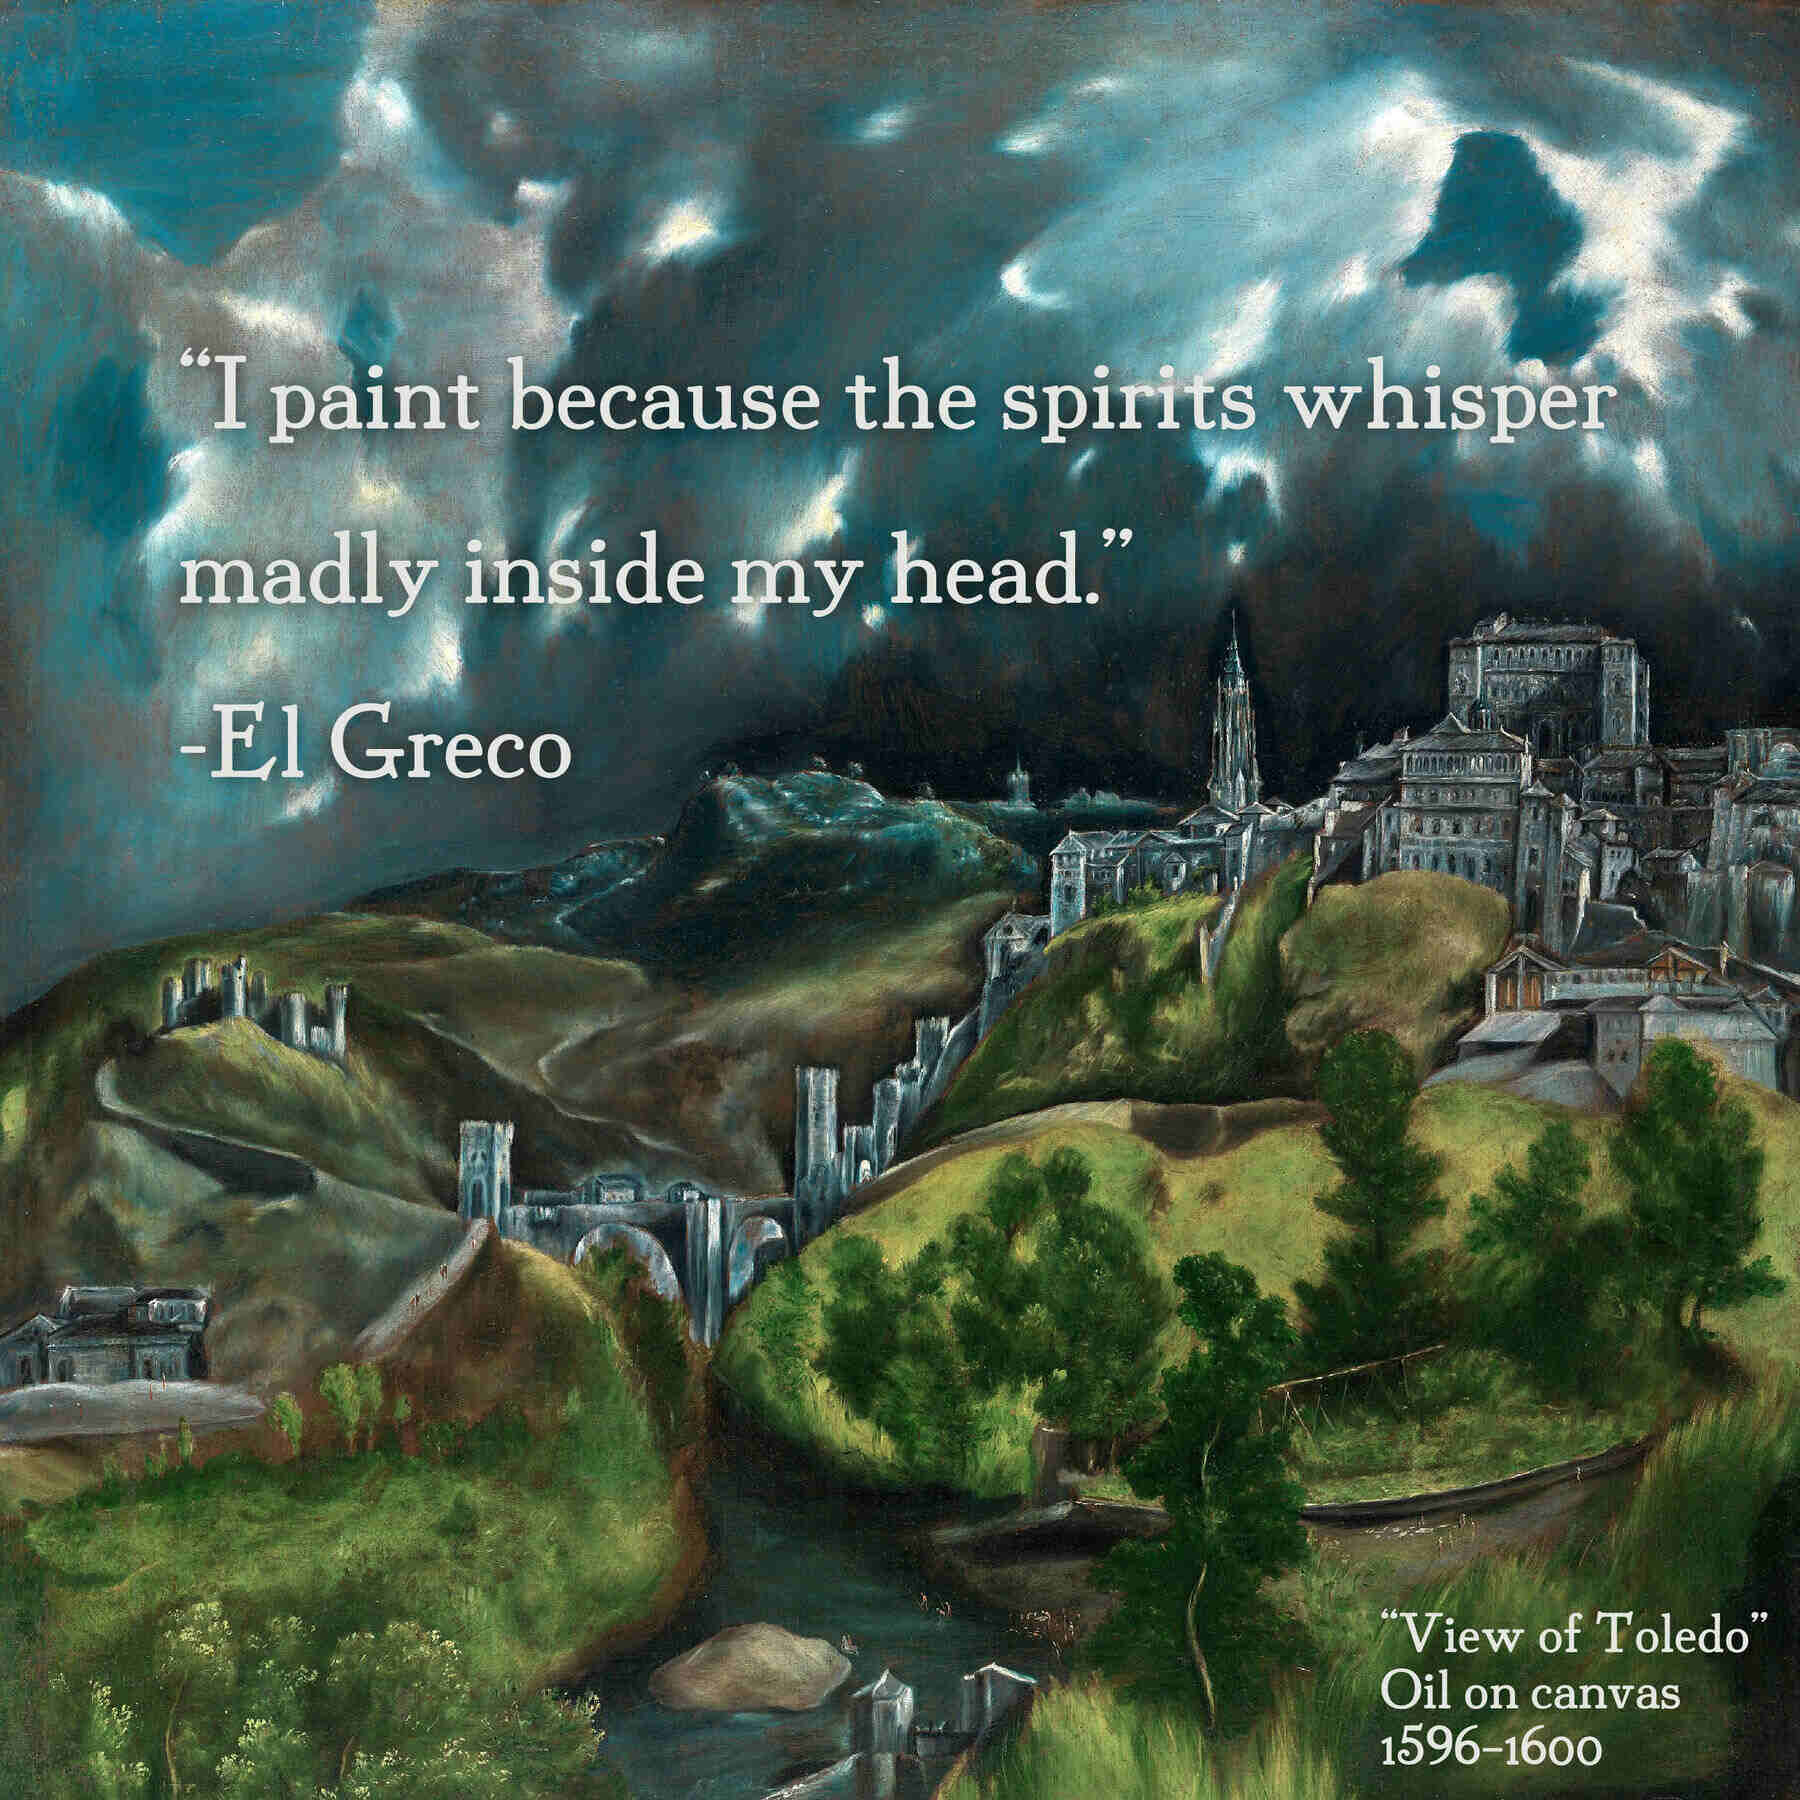 “I paint because the spirits whisper
madly inside my head.”
-El Greco
“View of Toledo”
Oil on canvas
1596-1600